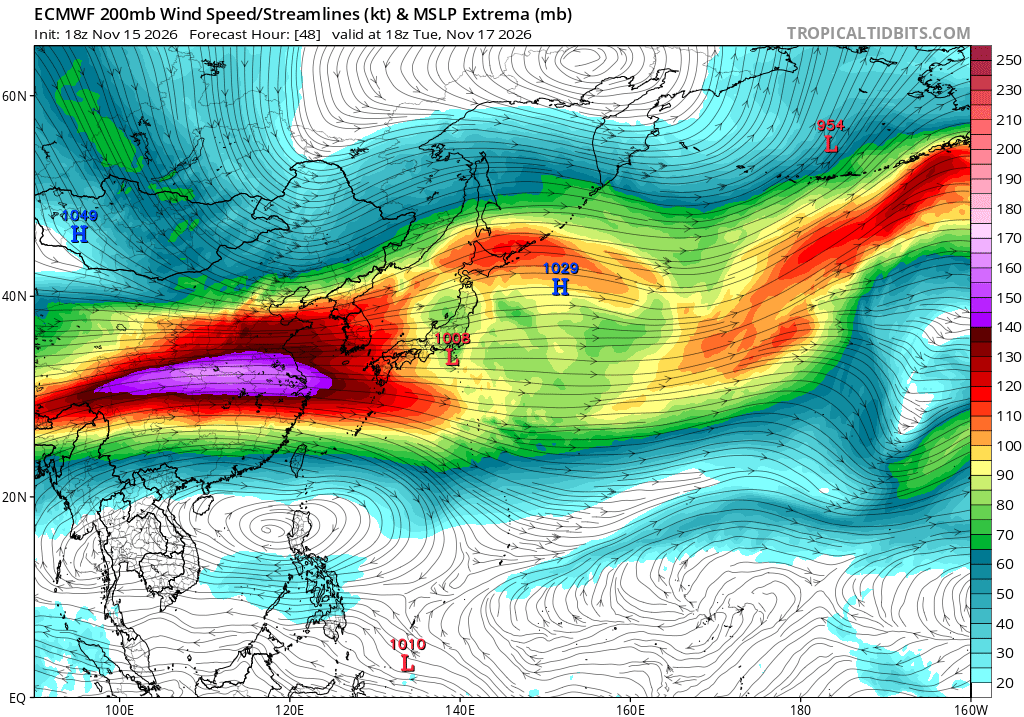 ECMWF 200mb Wind Speed/Streamlines (kt) & MSLP Extrema (mb)
Init: 18z Nov 15 2026   Forecast Hour: [48]   valid at 18z Tue, Nov 17 2026
TROPICALTIDBITS.COM
60N
40N
20N
EQ
954
L
1049
H
1029
H
1008
L
1010
L
100E
120E
140E
160E
180
160W
250
230
210
200
190
180
170
160
150
140
130
120
110
100
90
80
70
60
50
40
30
20